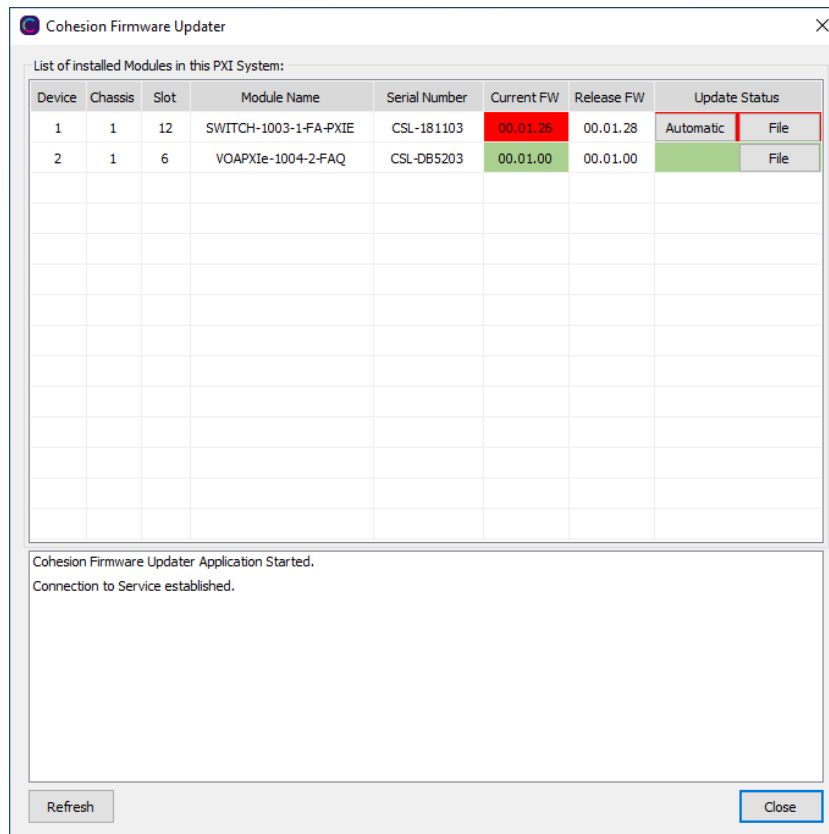 Cohesion Firmware Updater
List of installed Modules in this PXI System:
Device Chassis Slot Module Name Serial Number Current FW Release FW Update Status
1 1 12 SWITCH-1003-1-FA-PXIE CSL-181103 00.01.26 00.01.28 Automatic File
2 1 6 VOAPXIe-1004-2-FAQ CSL-DB5203 00.01.00 00.01.00 File
Cohesion Firmware Updater Application Started.
Connection to Service established.
Refresh Close